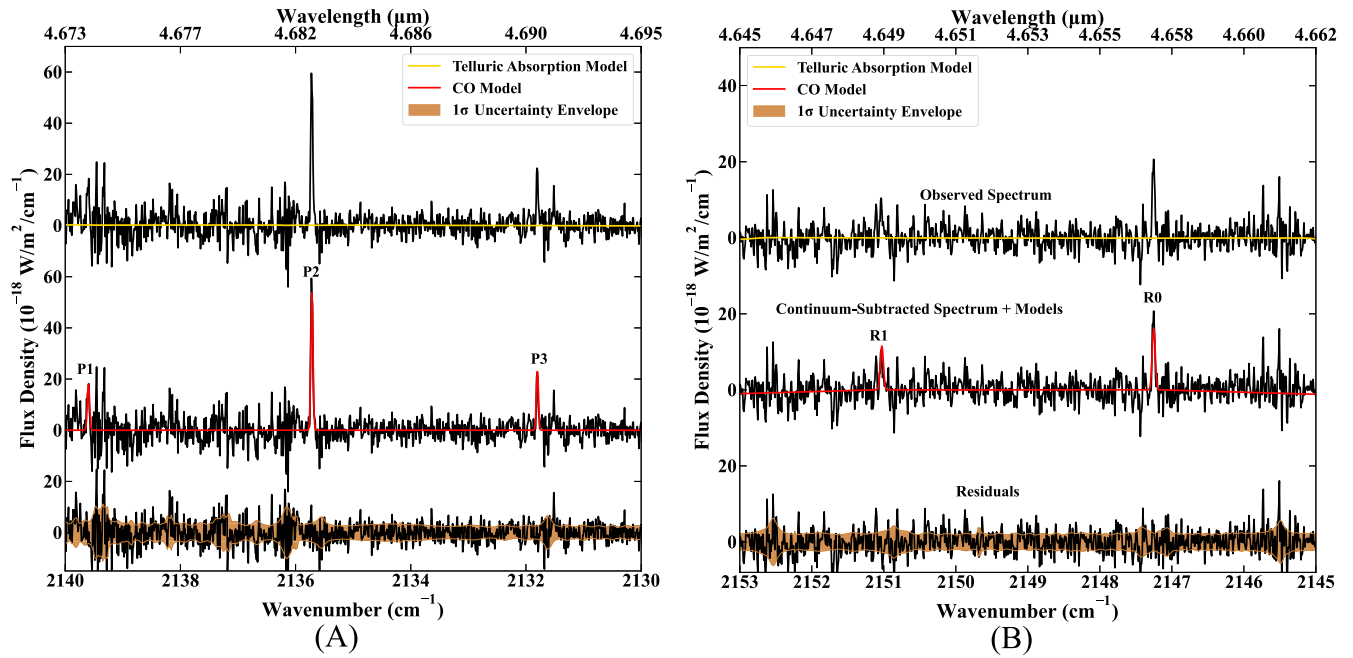 (A)
Wavelength (μm)
4.673 4.677 4.682 4.686 4.690 4.695
Telluric Absorption Model
CO Model
1σ Uncertainty Envelope
60
40
20
0
60
40
20
0
20
0
P1
P2
P3
Flux Density (10⁻¹⁸ W/m²/cm⁻¹)
2140 2138 2136 2134 2132 2130
Wavenumber (cm⁻¹)
(A)
(B)
Wavelength (μm)
4.645 4.647 4.649 4.651 4.653 4.656 4.658 4.660 4.662
Telluric Absorption Model
CO Model
1σ Uncertainty Envelope
40
20
0
20
0
20
0
Observed Spectrum
Continuum-Subtracted Spectrum + Models
R1
R0
Residuals
Flux Density (10⁻¹⁸ W/m²/cm⁻¹)
2153 2152 2151 2150 2149 2148 2147 2146 2145
Wavenumber (cm⁻¹)
(B)